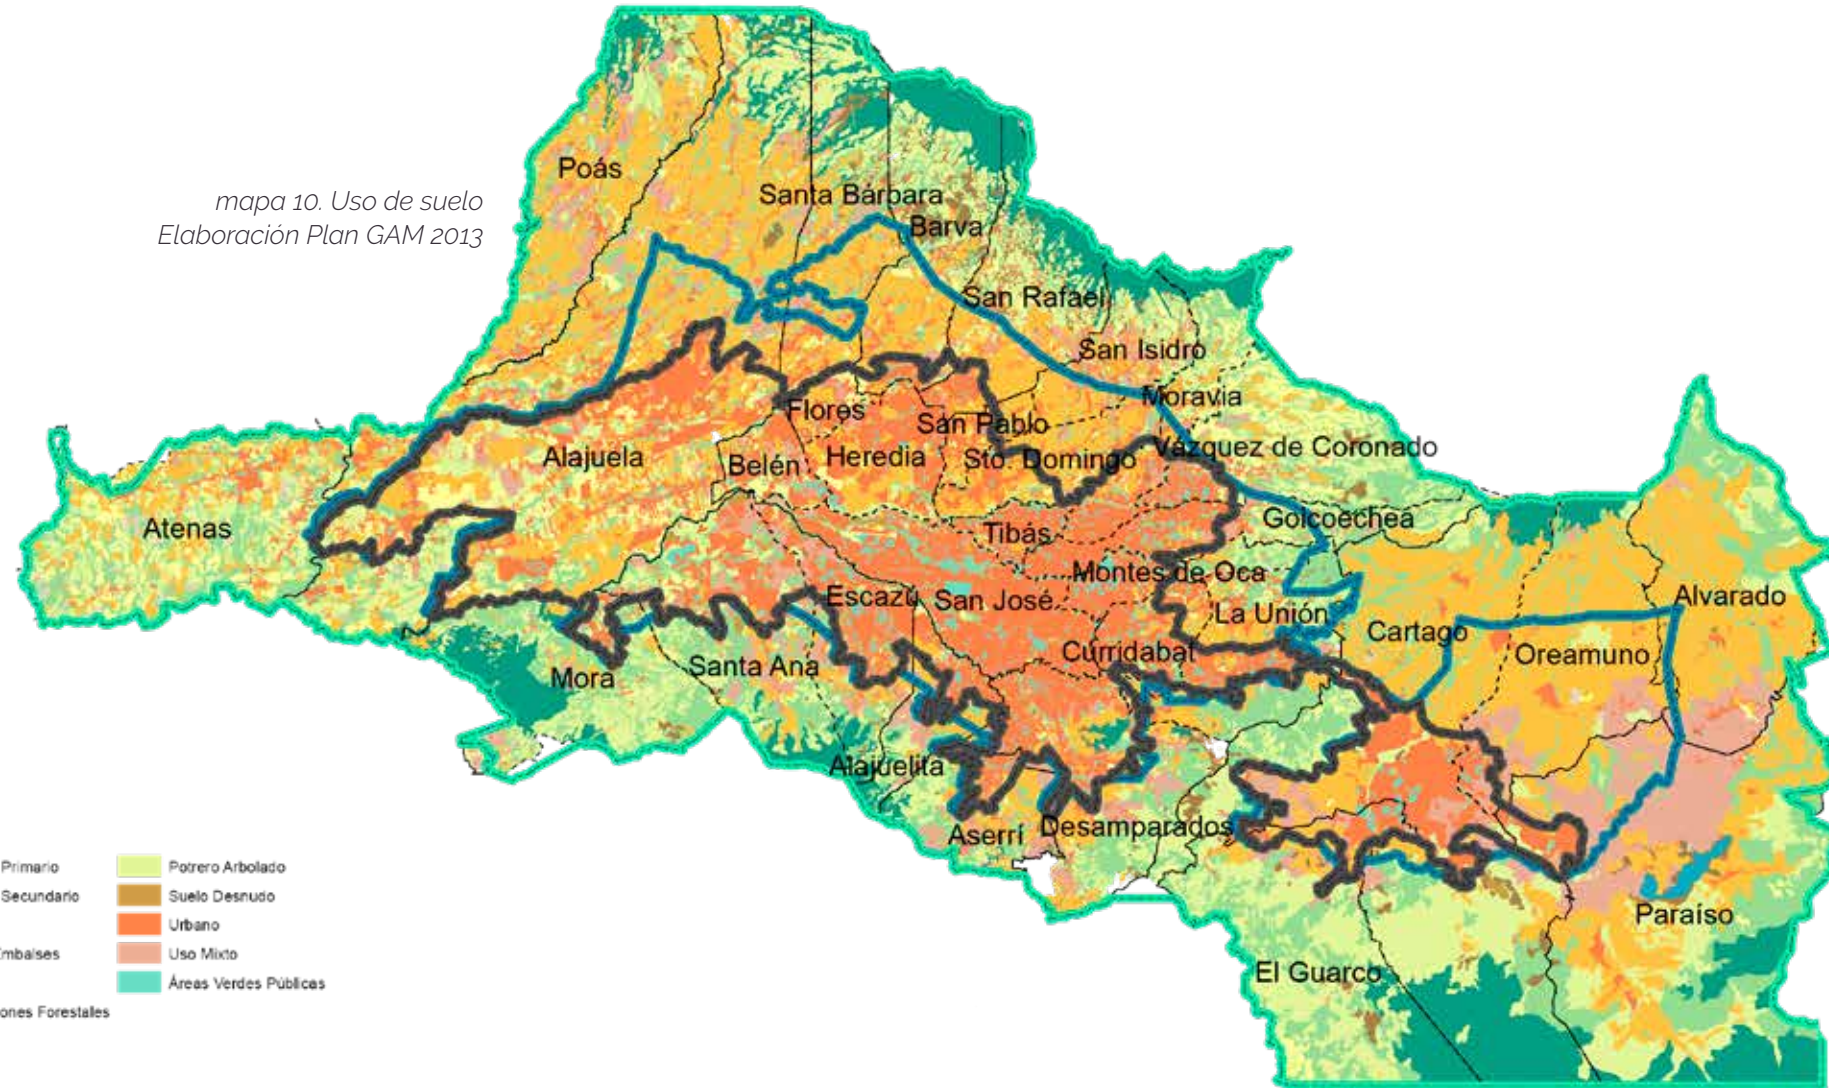 mapa 10. Uso de suelo
Elaboración Plan GAM 2013
Poás
Santa Bárbara
Barva
San Rafael
San Isidro
Moravia
Flores
San Pablo
Vázquez de Coronado
Alajuela
Belén
Heredia
Sto. Domingo
Atenas
Tibás
Goicoechea
Montes de Oca
Escazú
San José
La Unión
Alvarado
Cartago
Curridabat
Oreamuno
Santa Ana
Mora
Alajuelita
Aserrí
Desamparados
Paraíso
El Guarco
Primario
Potrero Arbolado
Secundario
Suelo Desnudo
Urbano
Embalses
Uso Mixto
Áreas Verdes Públicas
ones Forestales